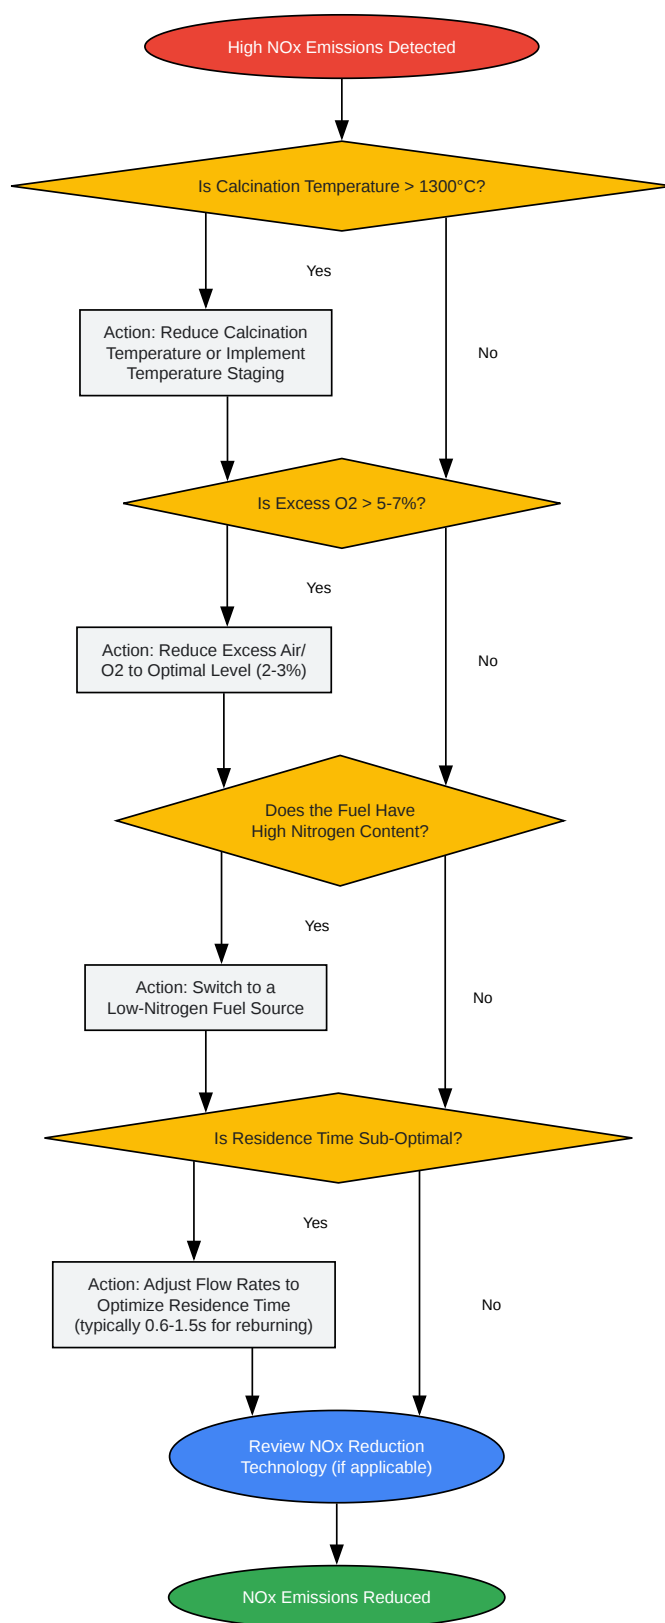 High NOx Emissions Detected
Is Calcination Temperature > 1300°C?
Yes
Action: Reduce Calcination
Temperature or Implement
Temperature Staging
No
Is Excess O2 > 5-7%?
Yes
Action: Reduce Excess Air/
O2 to Optimal Level (2-3%)
No
Does the Fuel Have
High Nitrogen Content?
Yes
Action: Switch to a
Low-Nitrogen Fuel Source
No
Is Residence Time Sub-Optimal?
Yes
Action: Adjust Flow Rates to
Optimize Residence Time
(typically 0.6-1.5s for reburning)
No
Review NOx Reduction
Technology (if applicable)
NOx Emissions Reduced